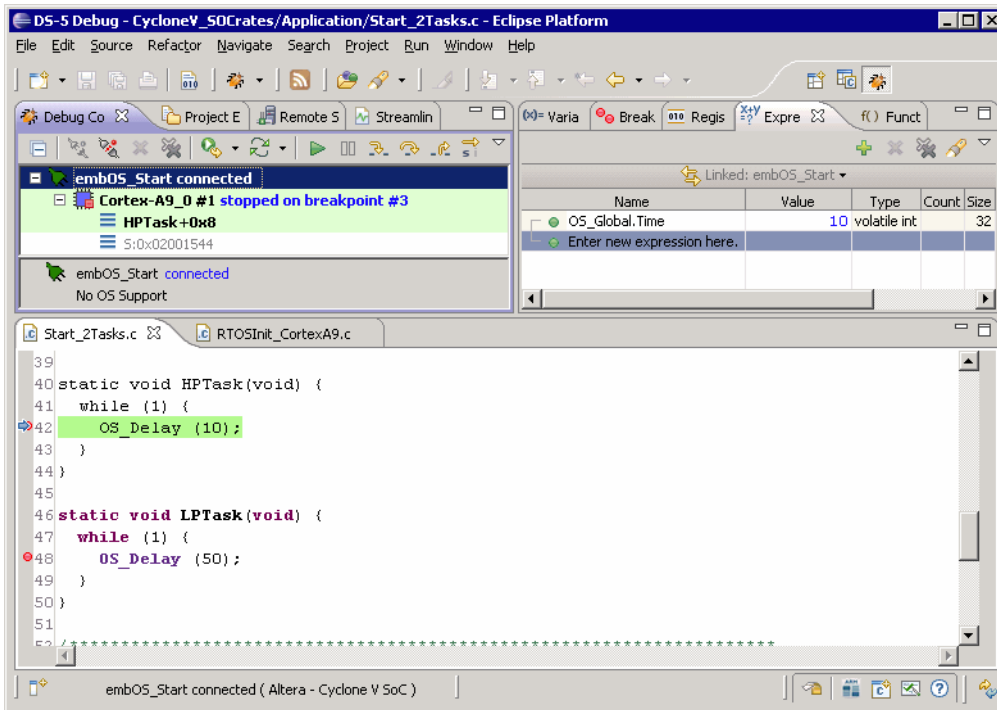 DS-5 Debug - CycloneV_SOCrates/Application/Start_2Tasks.c - Eclipse Platform
File Edit Source Refactor Navigate Search Project Run Window Help
Debug Co Project E Remote S Streamlin
(x)= Varia Break 010 Regis X+Y =? Expre f() Funct
Linked: embOS_Start
embOS_Start connected
Cortex-A9_0 #1 stopped on breakpoint #3
HPTask+0x8
S:0x02001544
Name Value Type Count Size
OS_Global.Time 10 volatile int 32
Enter new expression here.
embOS_Start connected
No OS Support
Start_2Tasks.c RTOSInit_CortexA9.c
39
40 static void HPTask(void) {
41 while (1) {
42 OS_Delay (10);
43 }
44 }
45
46 static void LPTask(void) {
47 while (1) {
48 OS_Delay (50);
49 }
50 }
51
52 /*********************************************************************
embOS_Start connected ( Altera - Cyclone V SoC )